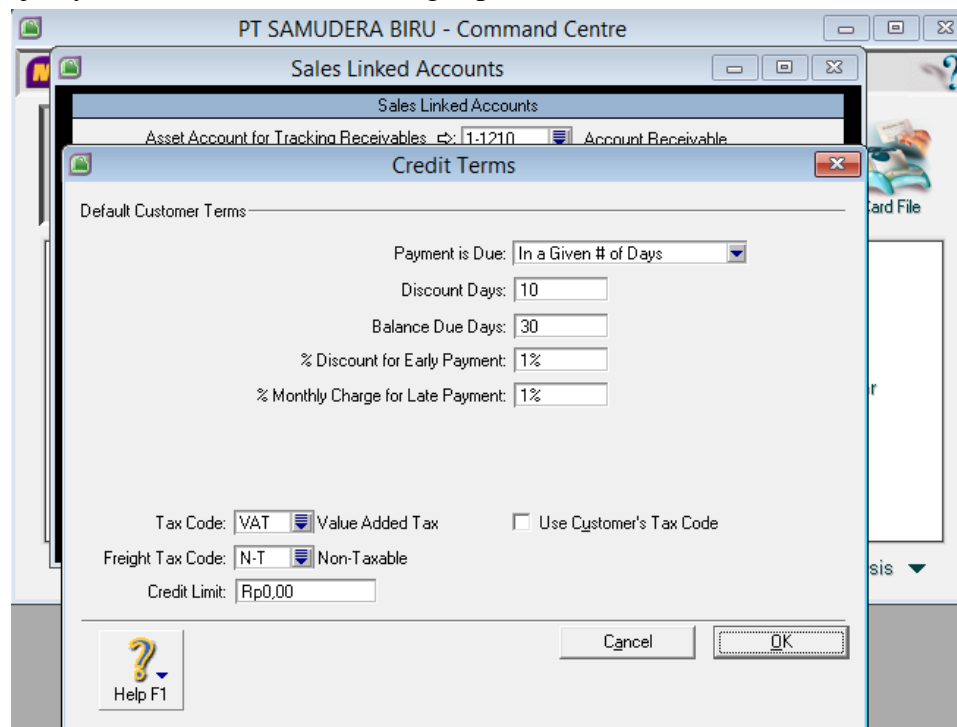 PT SAMUDERA BIRU - Command Centre
Sales Linked Accounts
Sales Linked Accounts
Asset Account for Tracking Receivables 1-1210 Account Receivable
Credit Terms
Card File
Default Customer Terms
Payment is Due: In a Given # of Days
Discount Days: 10
Balance Due Days: 30
% Discount for Early Payment: 1%
% Monthly Charge for Late Payment: 1%
r
Tax Code: VAT Value Added Tax Use Customer's Tax Code
Freight Tax Code: N-T Non-Taxable
sis
Credit Limit: Rp0,00
Cancel OK
Help F1